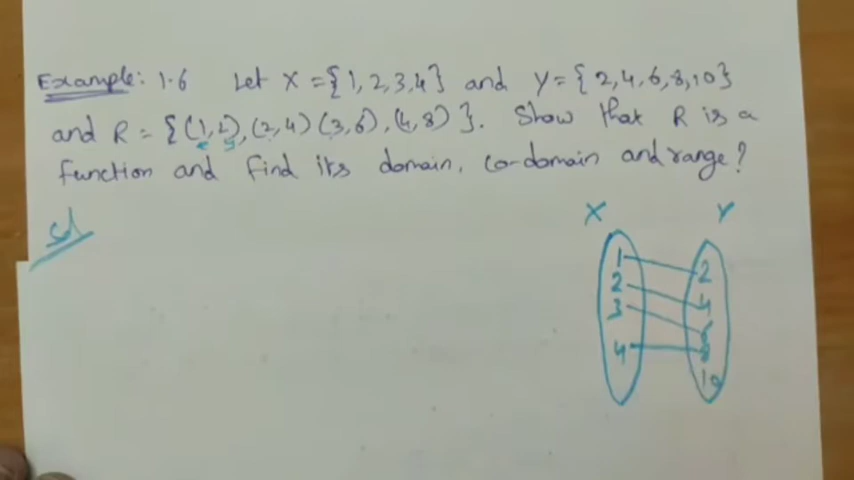 Example: 1.6 Let X = {1, 2, 3, 4} and Y = { 2, 4, 6, 8, 10}
and R = {(1, 2), (2, 4) (3, 6), (4, 8) }. Show that R is a
function and find its domain, co-domain and range?
Sol
X Y
1 2
2 4
3 6
4 8
10